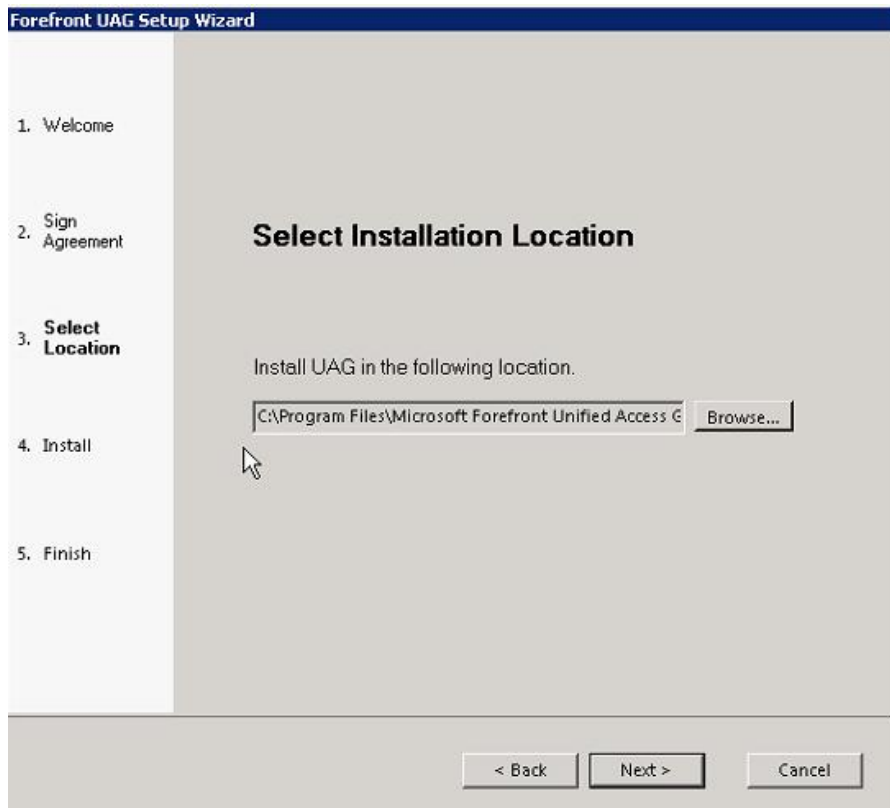 Forefront UAG Setup Wizard
1. Welcome
2. Sign
Agreement
3. Select
Location
4. Install
5. Finish
Select Installation Location
Install UAG in the following location.
C:\Program Files\Microsoft Forefront Unified Access G
Browse...
< Back
Next >
Cancel